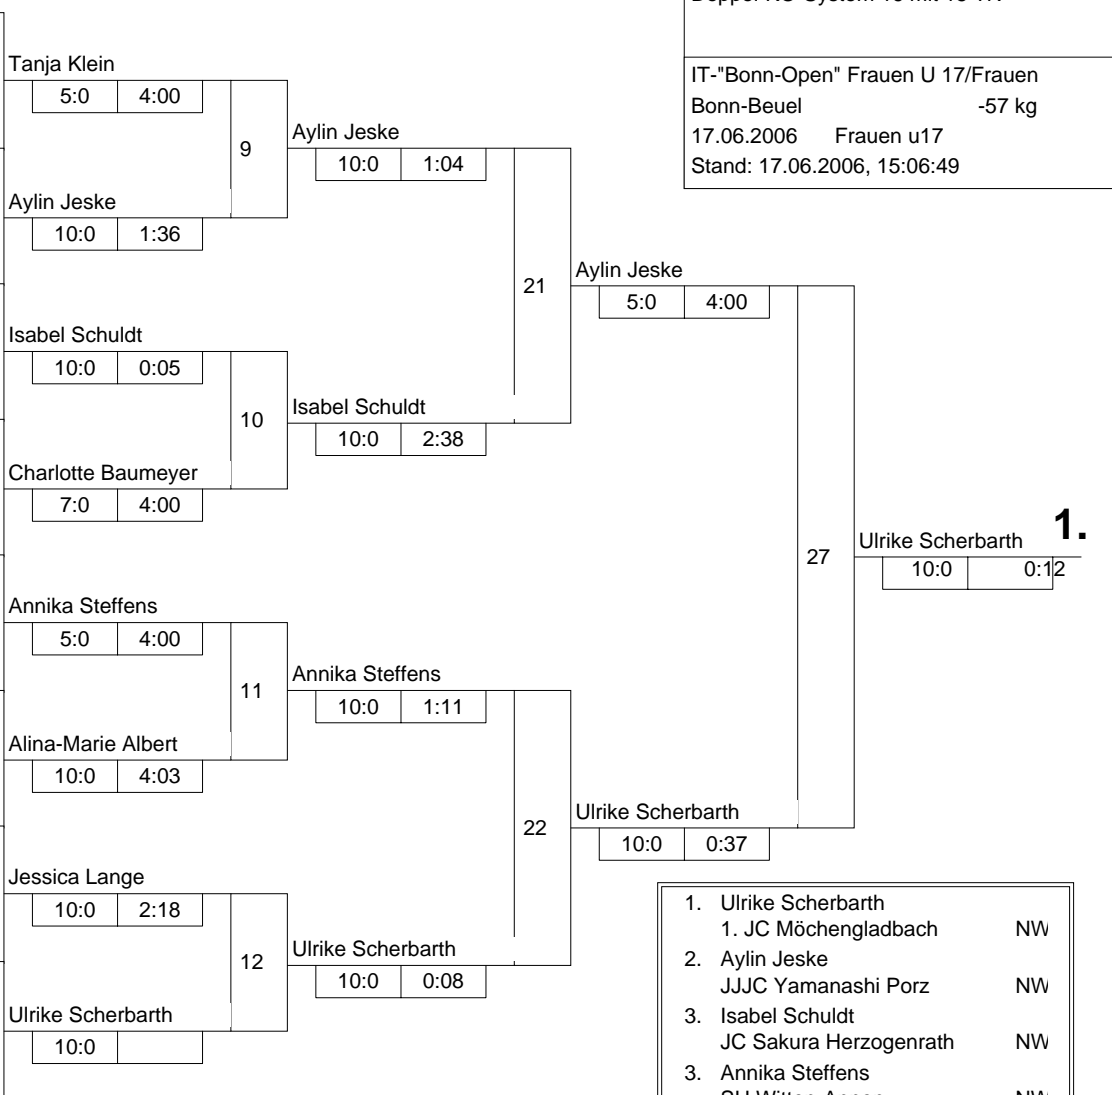 IT-"Bonn-Open" Frauen U 17/Frauen
Bonn-Beuel -57 kg
17.06.2006 Frauen u17
Stand: 17.06.2006, 15:06:49
Tanja Klein
5:0 4:00
9
Aylin Jeske
10:0 1:04
Aylin Jeske
10:0 1:36
21
Aylin Jeske
5:0 4:00
Isabel Schuldt
10:0 0:05
10
Isabel Schuldt
10:0 2:38
Charlotte Baumeyer
7:0 4:00
27
Ulrike Scherbarth 1.
10:0 0:12
Annika Steffens
5:0 4:00
11
Annika Steffens
10:0 1:11
Alina-Marie Albert
10:0 4:03
22
Ulrike Scherbarth
10:0 0:37
Jessica Lange
10:0 2:18
12
Ulrike Scherbarth
10:0 0:08
Ulrike Scherbarth
10:0
1. Ulrike Scherbarth
1. JC Möchengladbach NW
2. Aylin Jeske
JJJC Yamanashi Porz NW
3. Isabel Schuldt
JC Sakura Herzogenrath NW
3. Annika Steffens